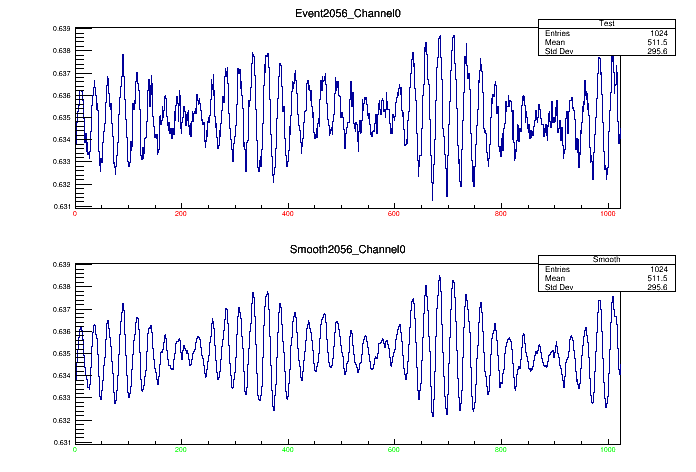 Event2056_Channel0
Test
Entries 1024
Mean 511.5
Std Dev 295.6
0.639
0.638
0.637
0.636
0.635
0.634
0.633
0.632
0.631
0 200 400 600 800 1000
Smooth2056_Channel0
Smooth
Entries 1024
Mean 511.5
Std Dev 295.6
0.639
0.638
0.637
0.636
0.635
0.634
0.633
0.632
0.631
0 200 400 600 800 1000